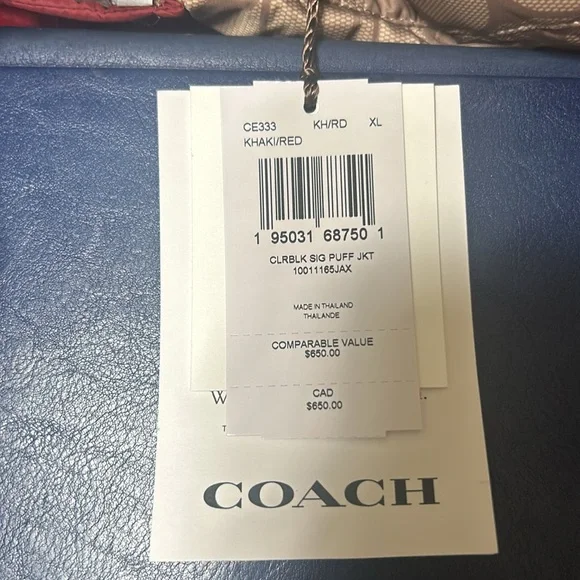 CE333 KH/RD XL
KHAKI/RED
1 95031 68750 1
CLRBLK SIG PUFF JKT
10011165JAX
MADE IN THAILAND
THAILANDE
COMPARABLE VALUE
$650.00
CAD
$650.00
COACH